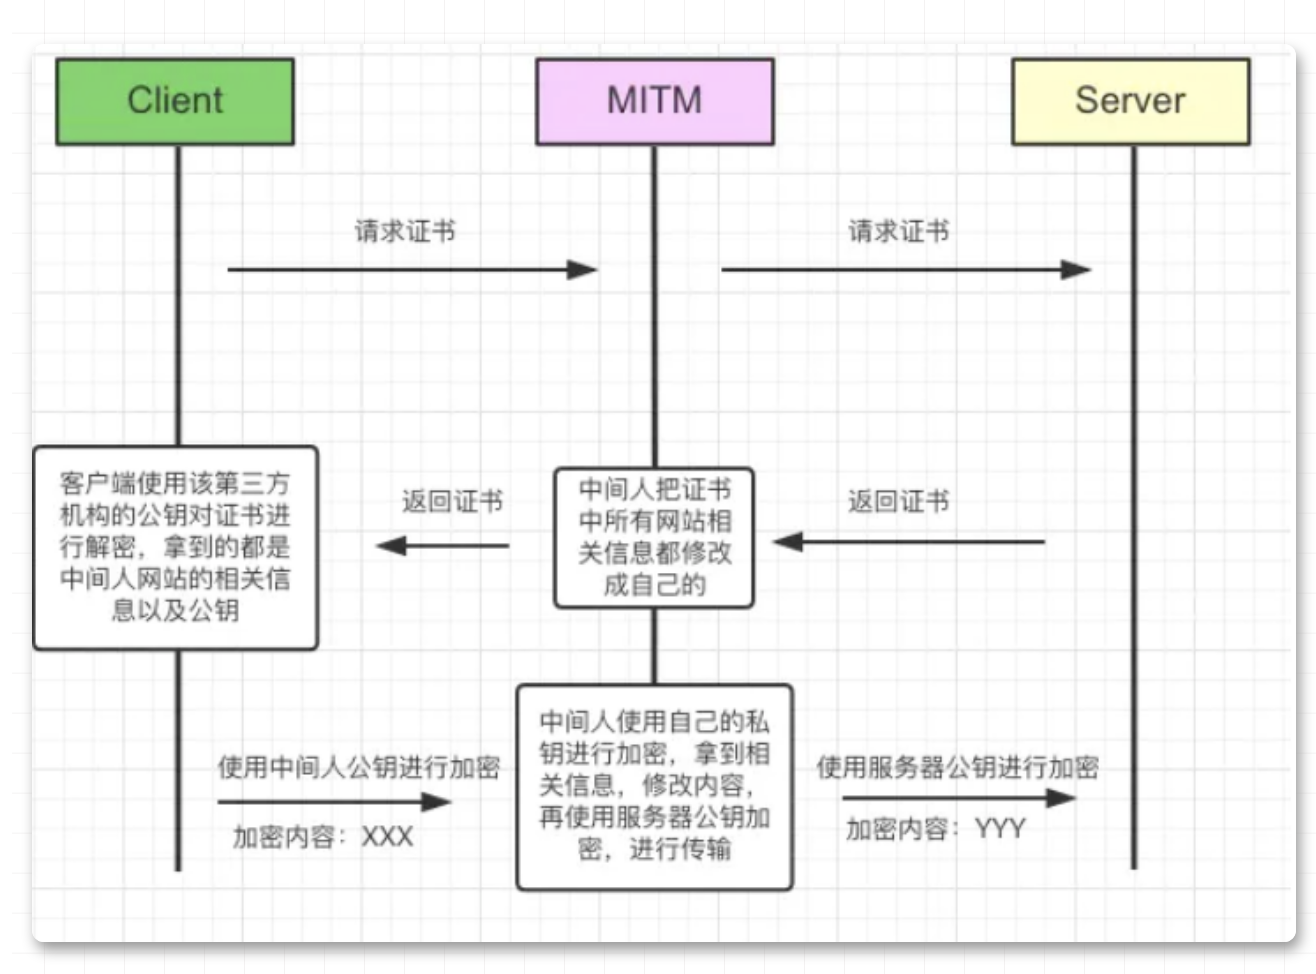 Client
MITM
Server
请求证书
请求证书
客户端使用该第三方
机构的公钥对证书进
行解密，拿到的都是
中间人网站的相关信
息以及公钥
返回证书
中间人把证书
中所有网站相
关信息都修改
成自己的
返回证书
使用中间人公钥进行加密
加密内容：XXX
中间人使用自己的私
钥进行加密，拿到相
关信息，修改内容，
再使用服务器公钥加
密，进行传输
使用服务器公钥进行加密
加密内容：YYY